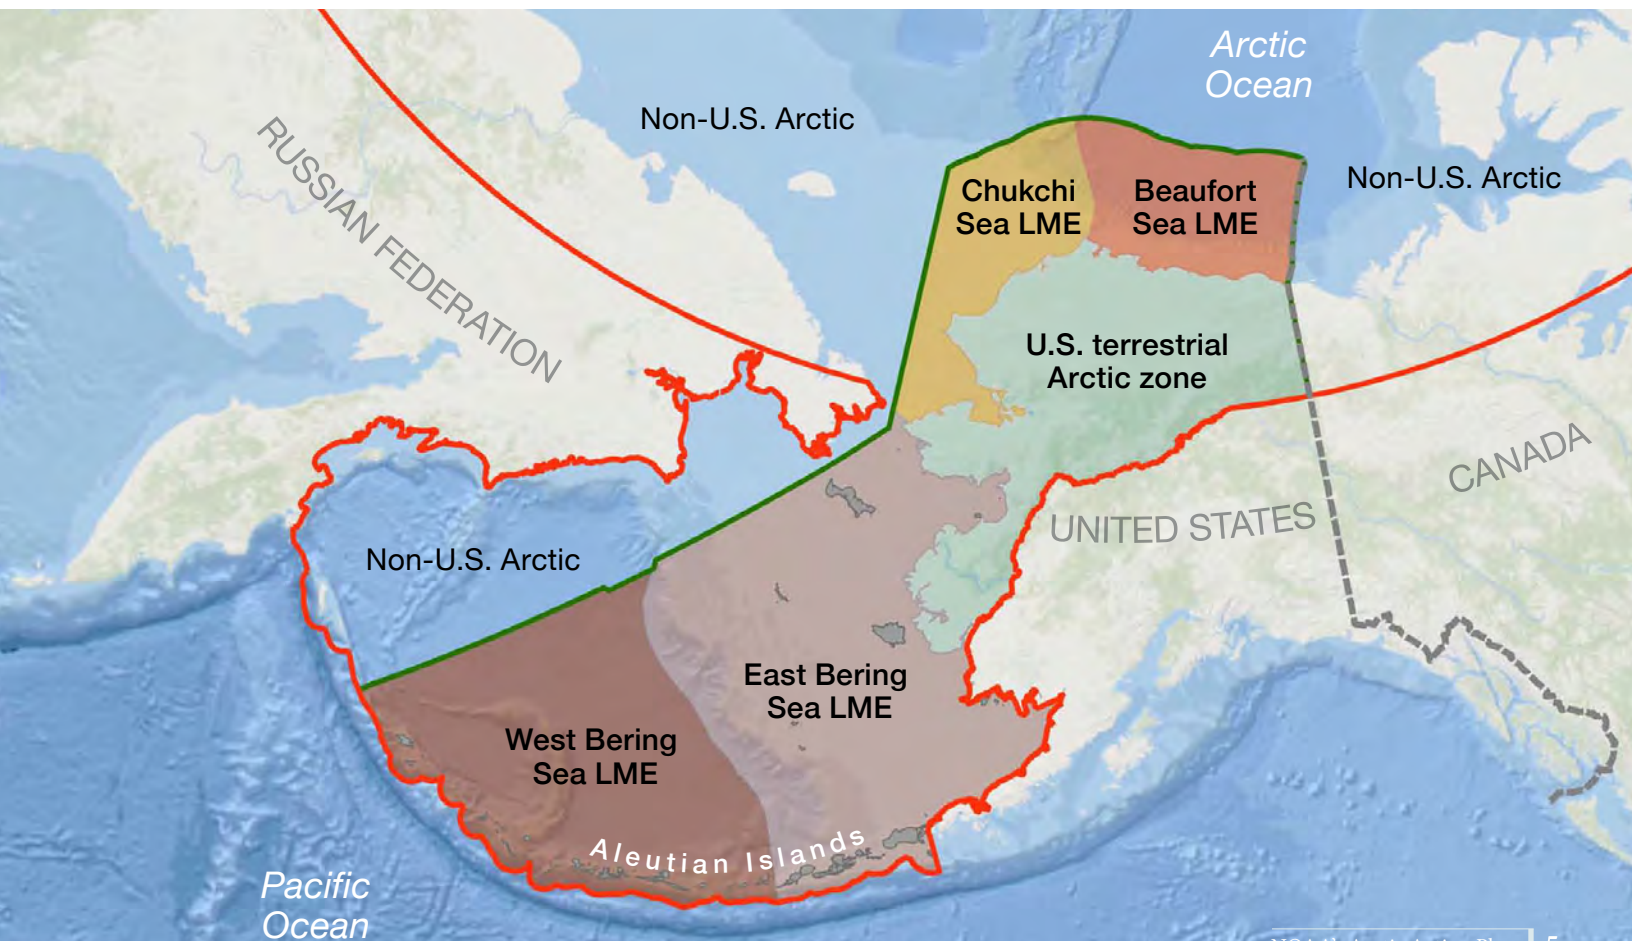 Arctic
Ocean
Non-U.S. Arctic
Non-U.S. Arctic
Chukchi
Sea LME
Beaufort
Sea LME
RUSSIAN FEDERATION
U.S. terrestrial
Arctic zone
CANADA
UNITED STATES
Non-U.S. Arctic
East Bering
Sea LME
West Bering
Sea LME
Aleutian Islands
Pacific
Ocean